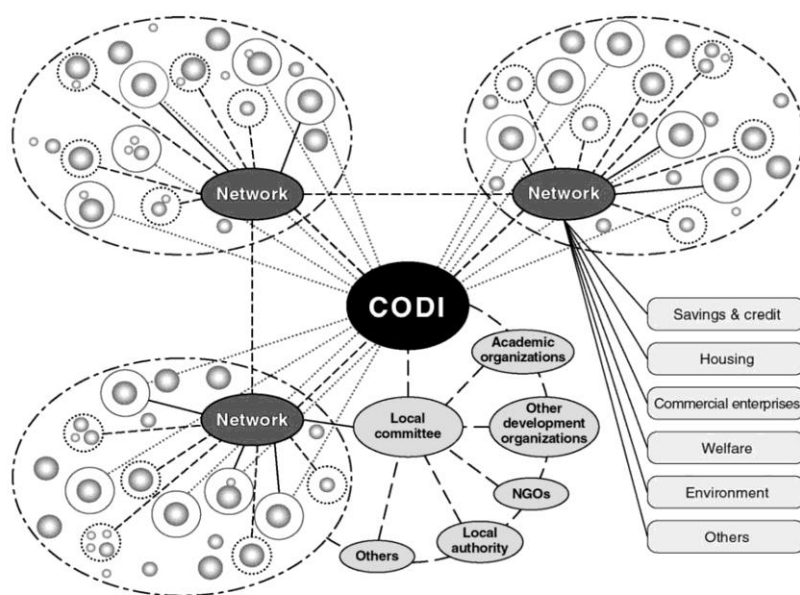 Network
Network
CODI
Savings & credit
Academic
organizations
Housing
Commercial enterprises
Network
Local
committee
Other
development
organizations
Welfare
NGOs
Environment
Local
authority
Others
Others